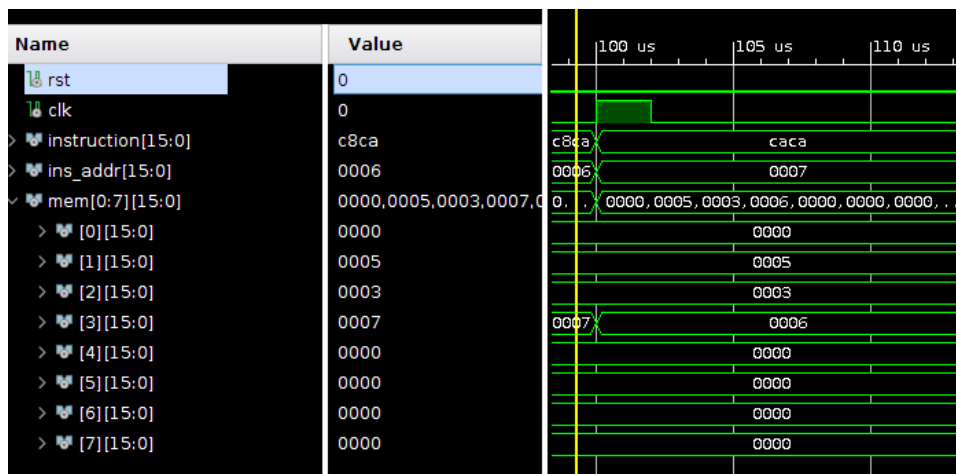 Name Value 100 us 105 us 110 us
rst 0
clk 0
instruction[15:0] c8ca c8ca caca
ins_addr[15:0] 0006 0006 0007
mem[0:7][15:0] 0000,0005,0003,0007,0 0... 0000,0005,0003,0006,0000,0000,0000,...
[0][15:0] 0000 0000
[1][15:0] 0005 0005
[2][15:0] 0003 0003
[3][15:0] 0007 0007 0006
[4][15:0] 0000 0000
[5][15:0] 0000 0000
[6][15:0] 0000 0000
[7][15:0] 0000 0000